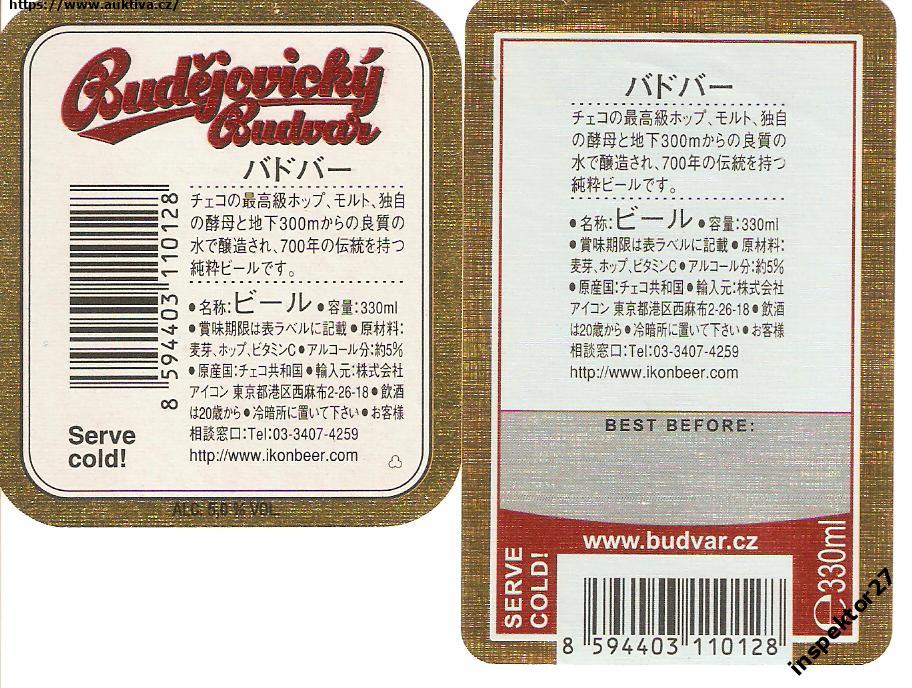 https://www.auktiva.cz/
Budějovický
Budvar
バドバー
チェコの最高級ホップ、モルト、独自
の酵母と地下300mからの良質の
水で醸造され、700年の伝統を持つ
純粋ビールです。
●名称:ビール ●容量:330ml
●賞味期限は表ラベルに記載●原材料:
麦芽、ホップ、ビタミンC●アルコール分:約5%
●原産国:チェコ共和国●輸入元:株式会社
アイコン 東京都港区西麻布2-26-18●飲酒
は20歳から●冷暗所に置いて下さい●お客様
相談窓口:Tel:03-3407-4259
http://www.ikonbeer.com
8 594403 110128
Serve
cold!
ALC. 5,0 % VOL.
バドバー
チェコの最高級ホップ、モルト、独自
の酵母と地下300mからの良質の
水で醸造され、700年の伝統を持つ
純粋ビールです。
●名称:ビール ●容量:330ml
●賞味期限は表ラベルに記載●原材料:
麦芽、ホップ、ビタミンC●アルコール分:約5%
●原産国:チェコ共和国●輸入元:株式会社
アイコン 東京都港区西麻布2-26-18●飲酒
は20歳から●冷暗所に置いて下さい●お客様
相談窓口:Tel:03-3407-4259
http://www.ikonbeer.com
BEST BEFORE:
www.budvar.cz
SERVE
COLD!
℮330ml
8 594403 110128
inspektor27